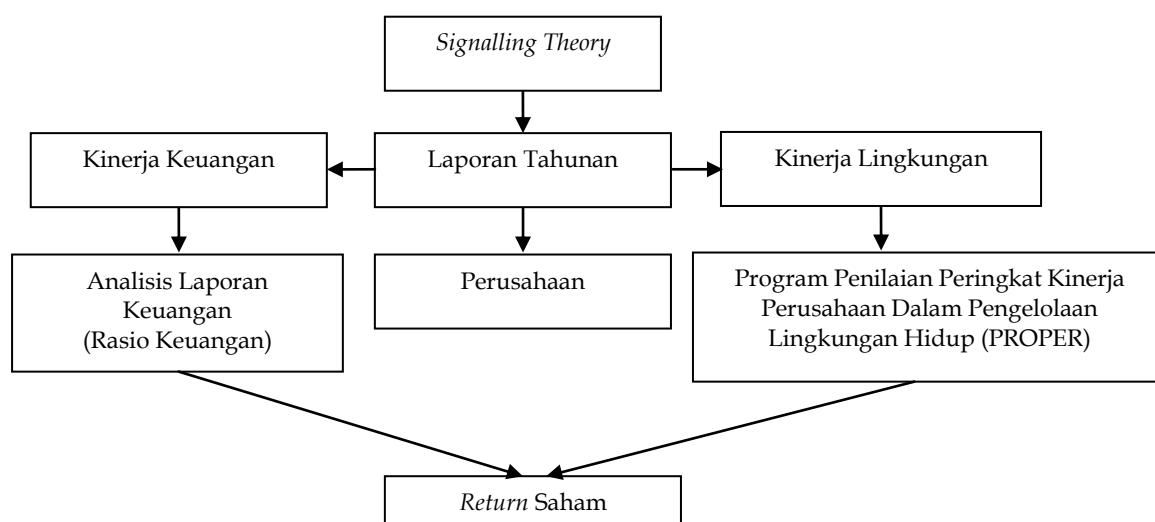 Signalling Theory
Kinerja Keuangan
Laporan Tahunan
Kinerja Lingkungan
Analisis Laporan
Keuangan
(Rasio Keuangan)
Perusahaan
Program Penilaian Peringkat Kinerja
Perusahaan Dalam Pengelolaan
Lingkungan Hidup (PROPER)
Return Saham